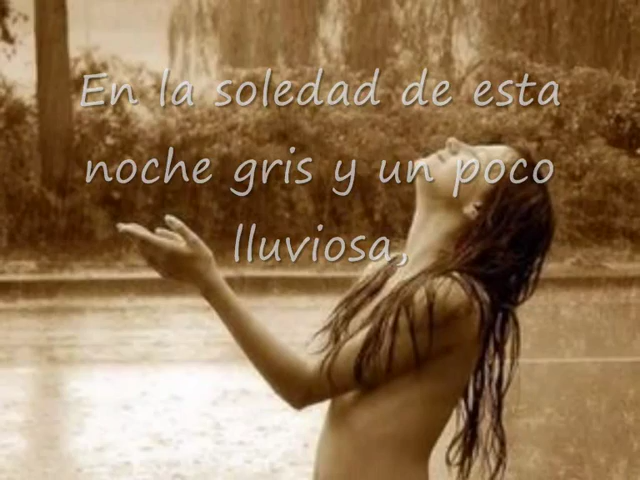 En la soledad de esta
noche gris y un poco
lluviosa,